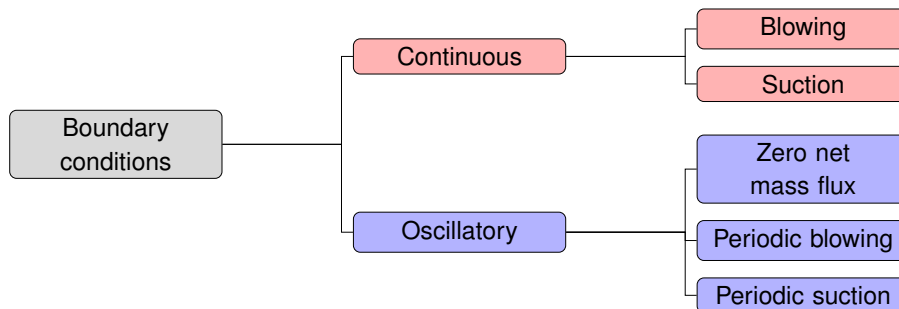 Boundary
conditions
Continuous
Blowing
Suction
Oscillatory
Zero net
mass flux
Periodic blowing
Periodic suction